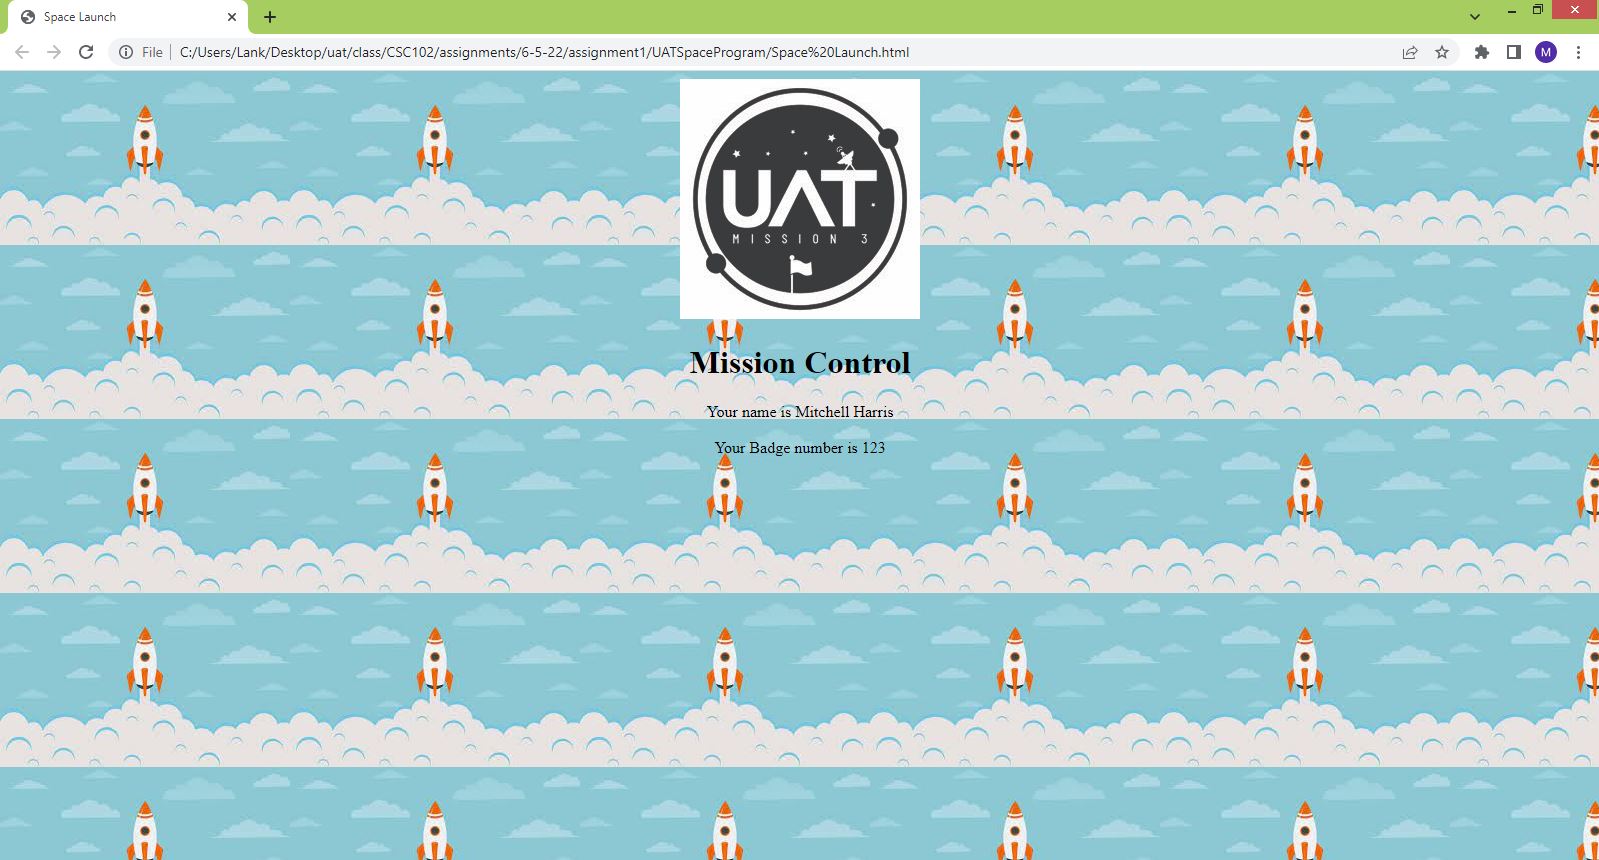 Space Launch
File C:/Users/Lank/Desktop/uat/class/CSC102/assignments/6-5-22/assignment1/UATSpaceProgram/Space%20Launch.html
M
UAT
MISSION 3
Mission Control
Your name is Mitchell Harris
Your Badge number is 123